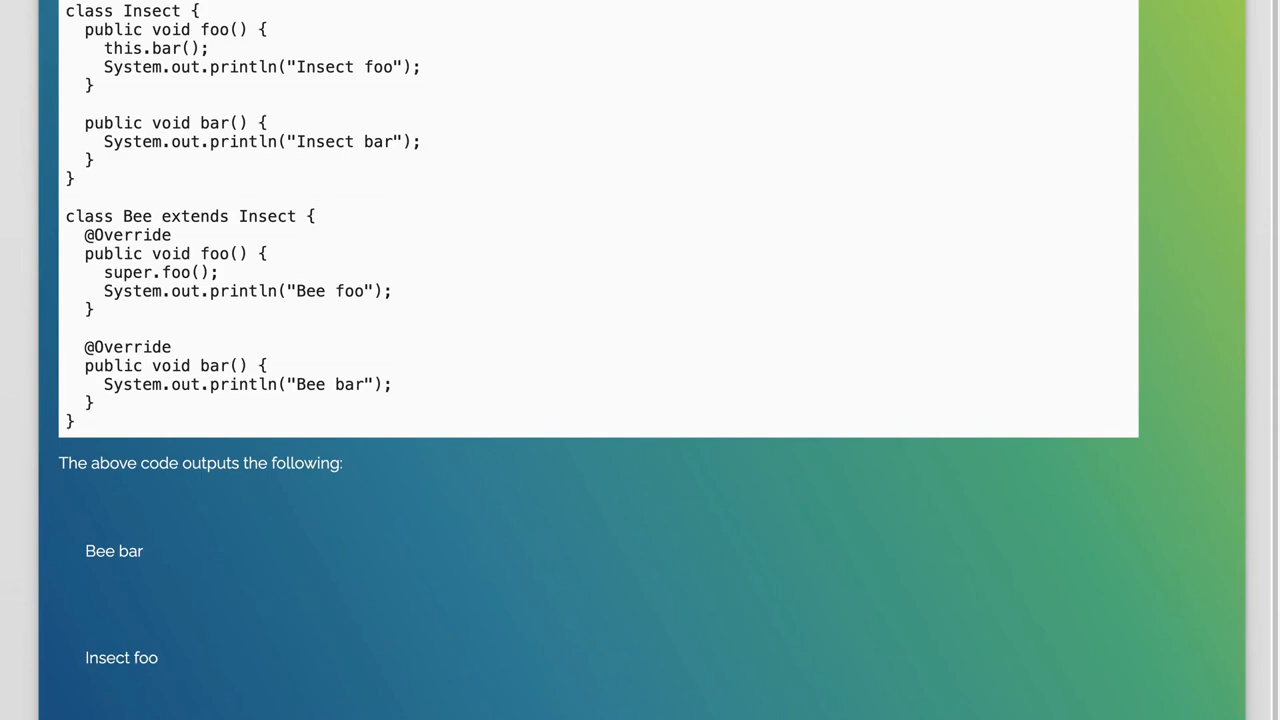 class Insect {
  public void foo() {
    this.bar();
    System.out.println("Insect foo");
  }

  public void bar() {
    System.out.println("Insect bar");
  }
}

class Bee extends Insect {
  @Override
  public void foo() {
    super.foo();
    System.out.println("Bee foo");
  }

  @Override
  public void bar() {
    System.out.println("Bee bar");
  }
}
The above code outputs the following:
Bee bar
Insect foo